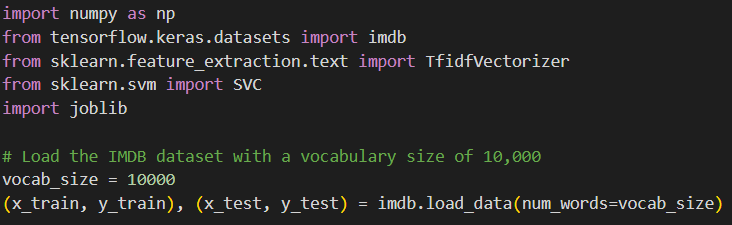 import numpy as np
from tensorflow.keras.datasets import imdb
from sklearn.feature_extraction.text import TfidfVectorizer
from sklearn.svm import SVC
import joblib
# Load the IMDB dataset with a vocabulary size of 10,000
vocab_size = 10000
(x_train, y_train), (x_test, y_test) = imdb.load_data(num_words=vocab_size)